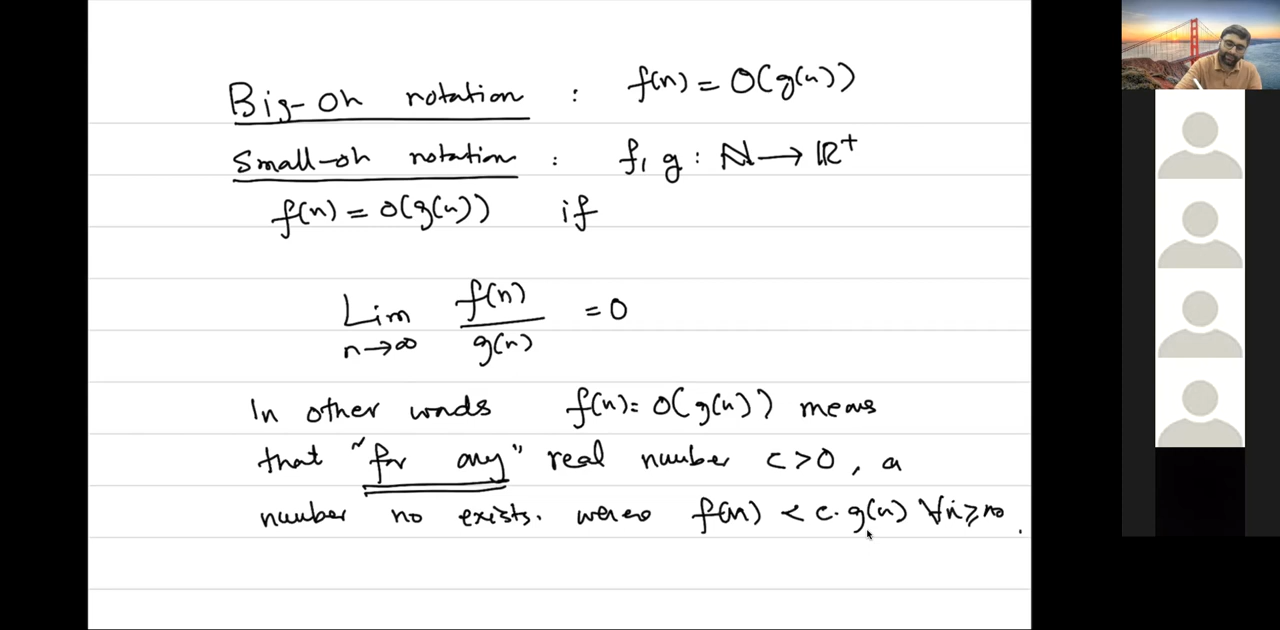 Big-Oh notation : f(n) = O(g(n))
Small-oh notation : f, g : ℕ → ℝ⁺
f(n) = o(g(n)) if
Lim n→∞ f(n)/g(n) = 0
In other words f(n) = o(g(n)) means
that "for any" real number c>0, a
number n₀ exists. where f(n) < c. g(n) ∀ n ≥ n₀ .